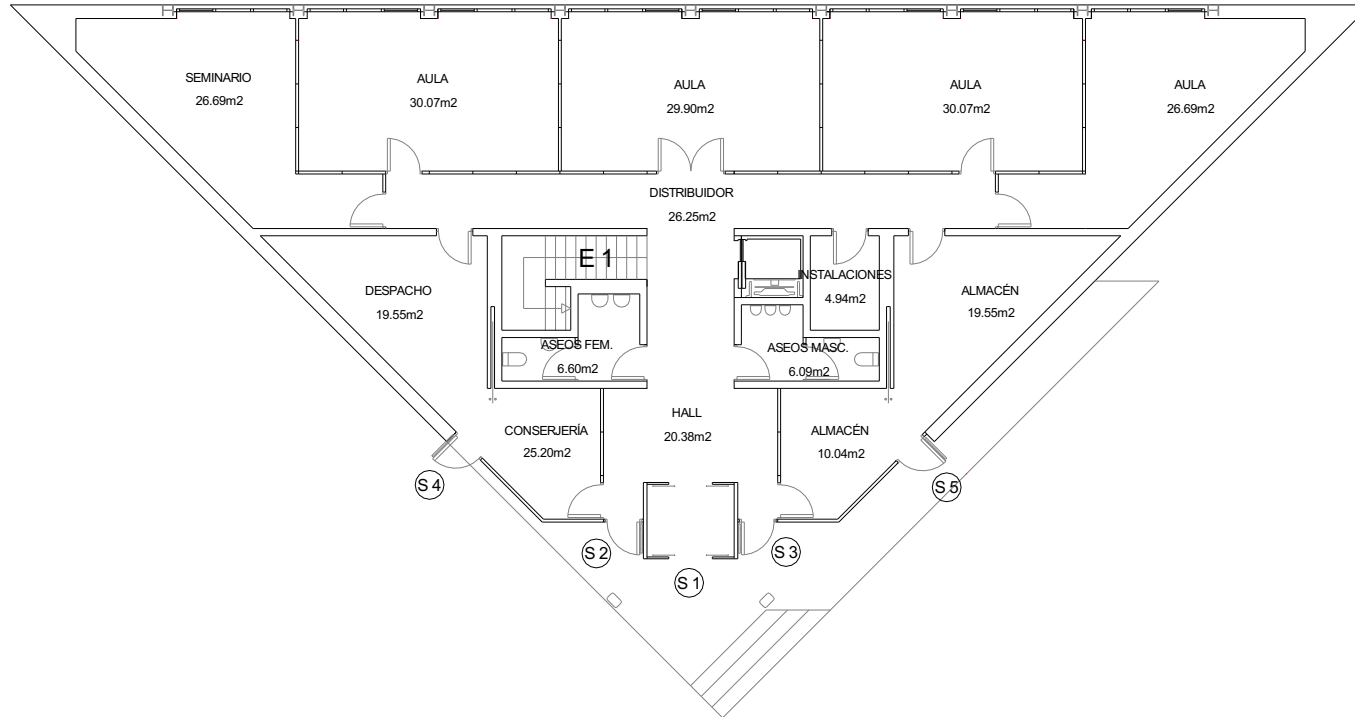 SEMINARIO
26.69m2
AULA
30.07m2
AULA
29.90m2
AULA
30.07m2
AULA
26.69m2
DISTRIBUIDOR
26.25m2
E 1
DESPACHO
19.55m2
INSTALACIONES
4.94m2
ALMACÉN
19.55m2
ASEOS FEM.
6.60m2
ASEOS MASC.
6.09m2
CONSERJERÍA
25.20m2
HALL
20.38m2
ALMACÉN
10.04m2
S 4
S 5
S 2
S 3
S 1